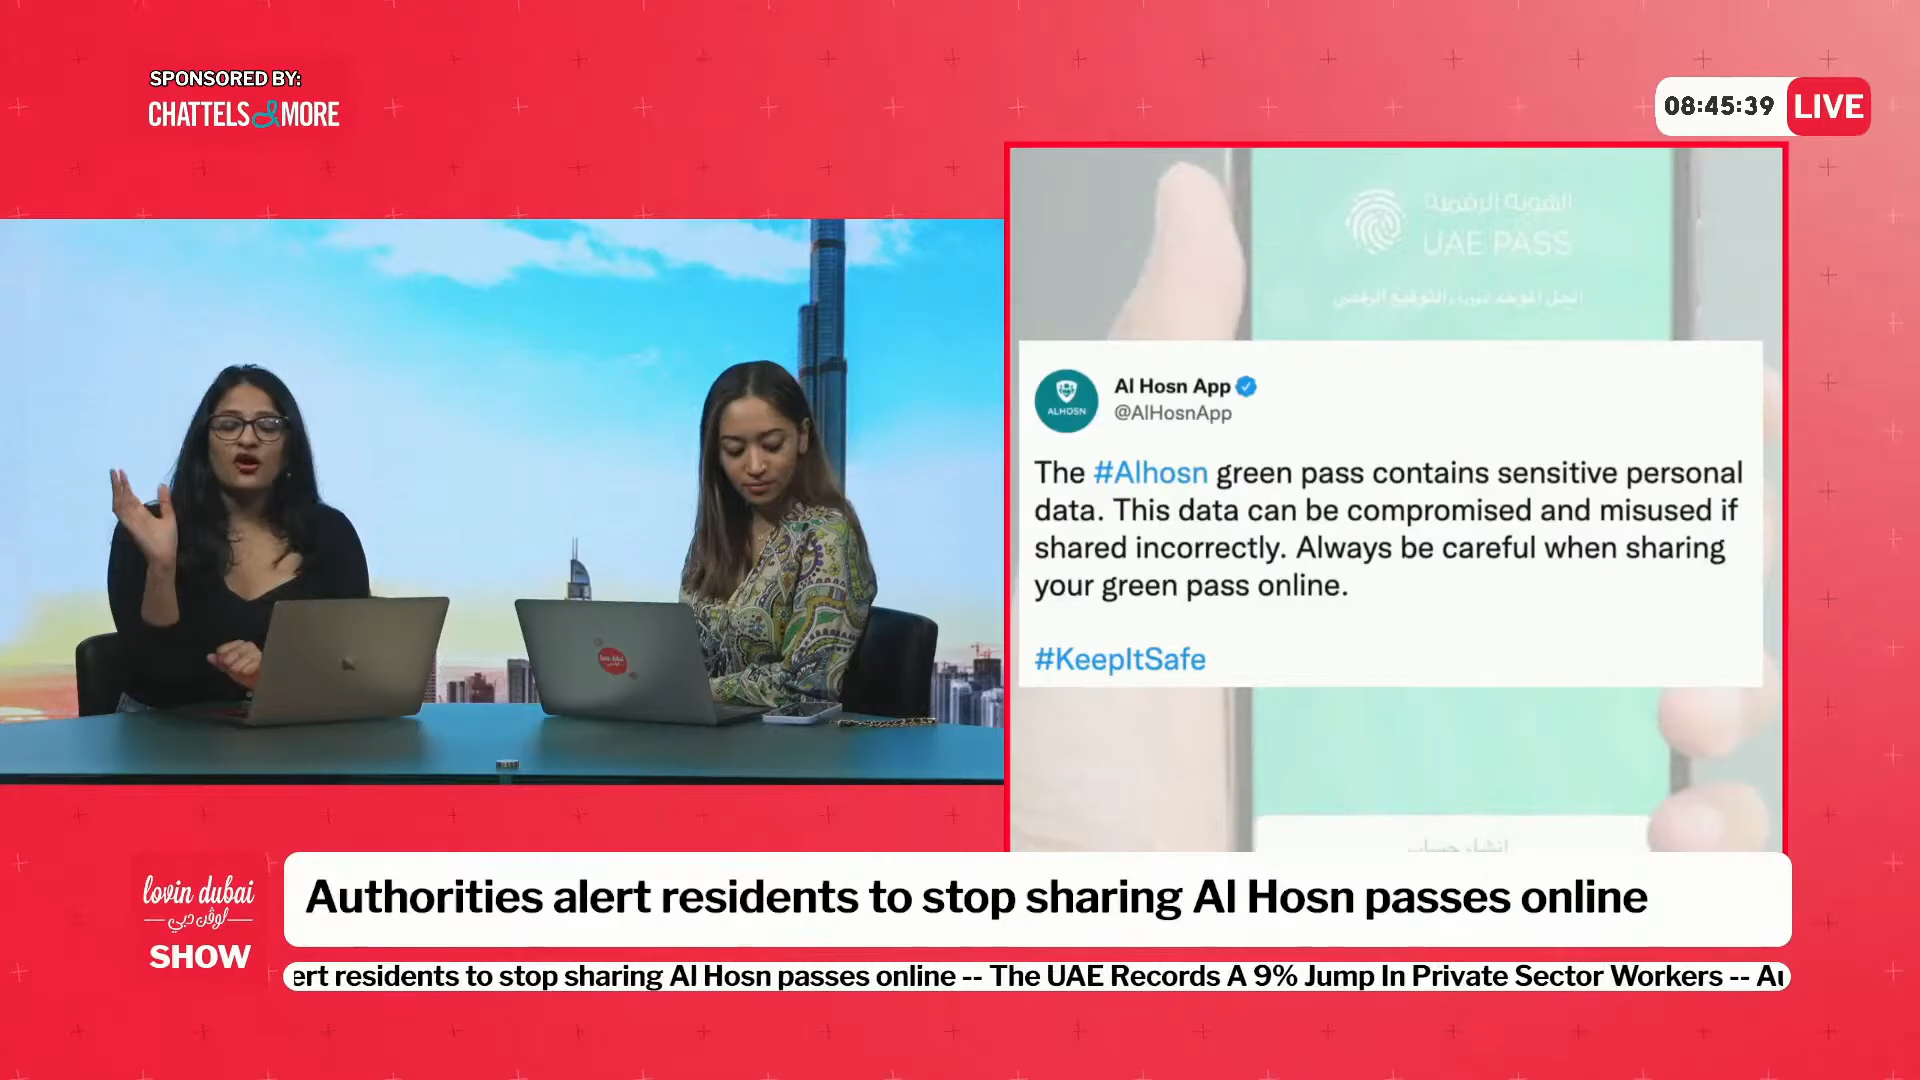 SPONSORED BY:
CHATTELS & MORE
08:45:39 LIVE
الهوية الرقمية
UAE PASS
Al Hosn App
@AlHosnApp
ALHOSN
The #Alhosn green pass contains sensitive personal
data. This data can be compromised and misused if
shared incorrectly. Always be careful when sharing
your green pass online.
#KeepItSafe
إنشاء حساب
lovin dubai
لوڤن دبي
SHOW
Authorities alert residents to stop sharing Al Hosn passes online
ert residents to stop sharing Al Hosn passes online -- The UAE Records A 9% Jump In Private Sector Workers -- Au